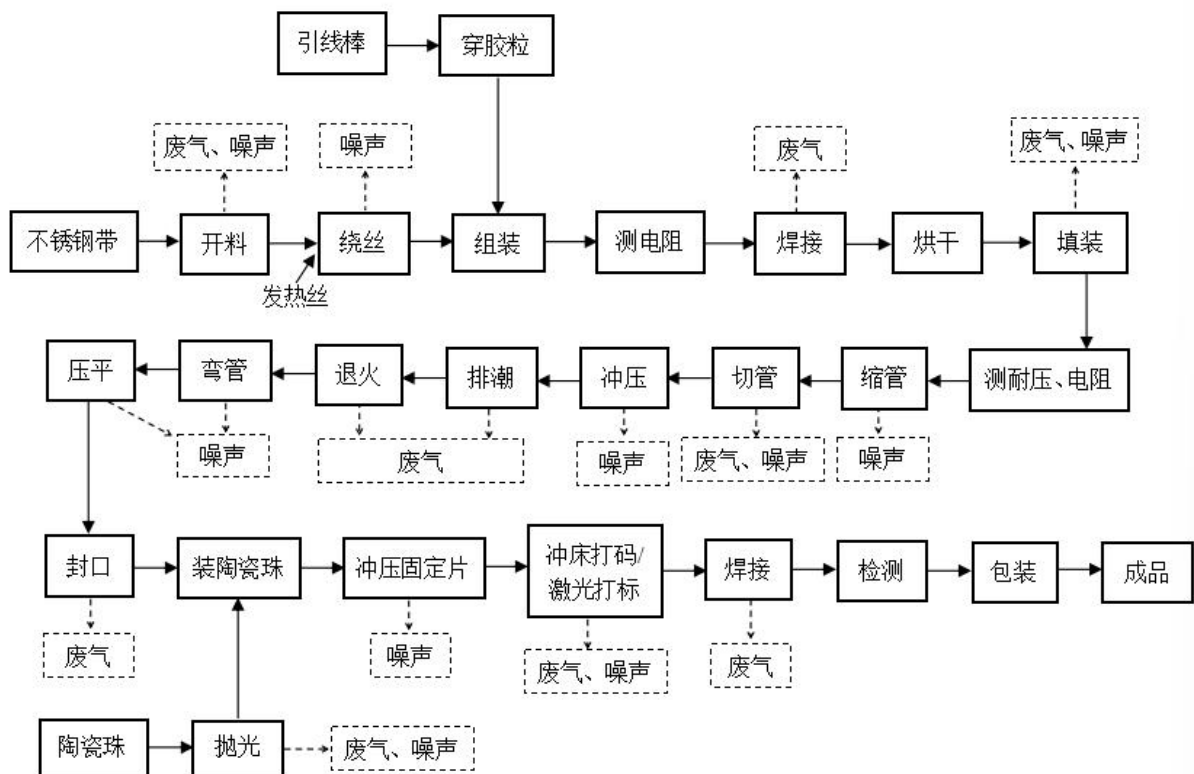 引线棒
穿胶粒
废气、噪声
噪声
废气
废气、噪声
不锈钢带
开料
绕丝
组装
测电阻
焊接
烘干
填装
发热丝
压平
弯管
退火
排潮
冲压
切管
缩管
测耐压、电阻
噪声
废气
噪声
废气、噪声
噪声
封口
装陶瓷珠
冲压固定片
冲床打码/
激光打标
焊接
检测
包装
成品
废气
噪声
废气、噪声
废气
陶瓷珠
抛光
废气、噪声